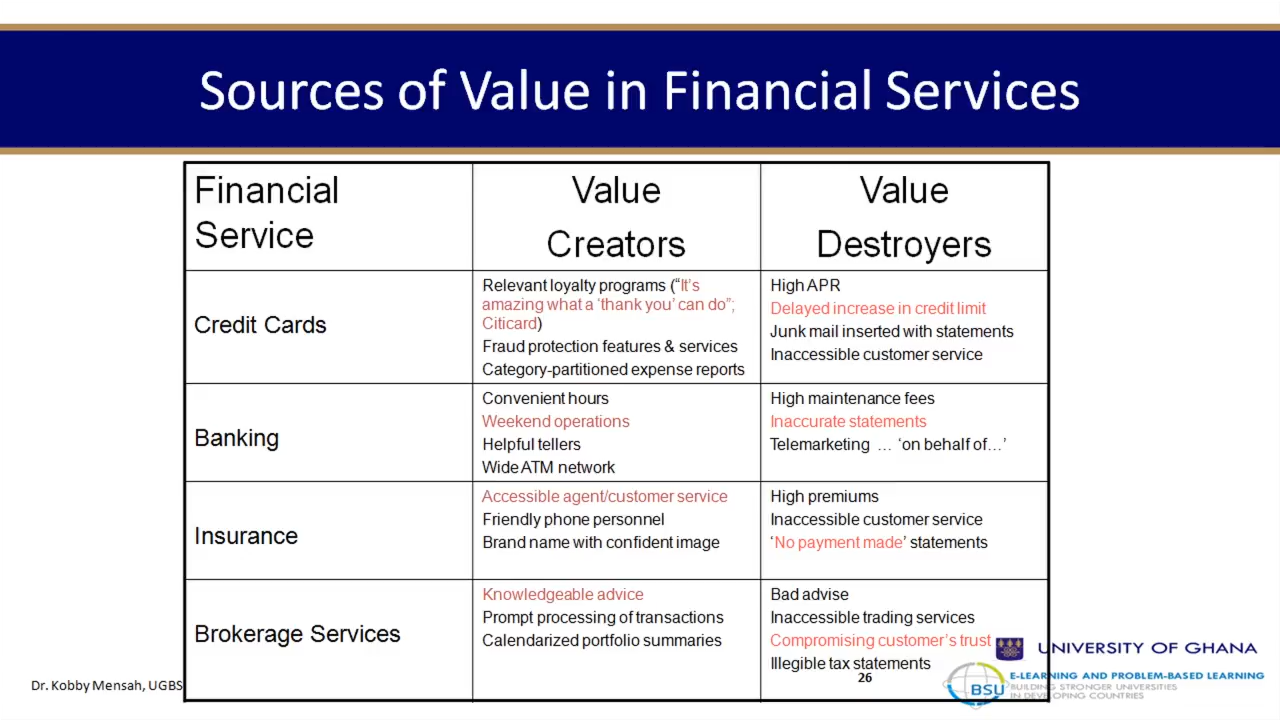 Sources of Value in Financial Services
Financial
Service
Value
Creators
Value
Destroyers
Credit Cards
Relevant loyalty programs (“It’s
amazing what a ‘thank you’ can do”;
Citicard)
Fraud protection features & services
Category-partitioned expense reports
High APR
Delayed increase in credit limit
Junk mail inserted with statements
Inaccessible customer service
Banking
Convenient hours
Weekend operations
Helpful tellers
Wide ATM network
High maintenance fees
Inaccurate statements
Telemarketing … ‘on behalf of…’
Insurance
Accessible agent/customer service
Friendly phone personnel
Brand name with confident image
High premiums
Inaccessible customer service
‘No payment made’ statements
Brokerage Services
Knowledgeable advice
Prompt processing of transactions
Calendarized portfolio summaries
Bad advise
Inaccessible trading services
Compromising customer’s trust
Illegible tax statements
Dr. Kobby Mensah, UGBS
26
UNIVERSITY OF GHANA
BSU
E-LEARNING AND PROBLEM-BASED LEARNING
BUILDING STRONGER UNIVERSITIES
IN DEVELOPING COUNTRIES